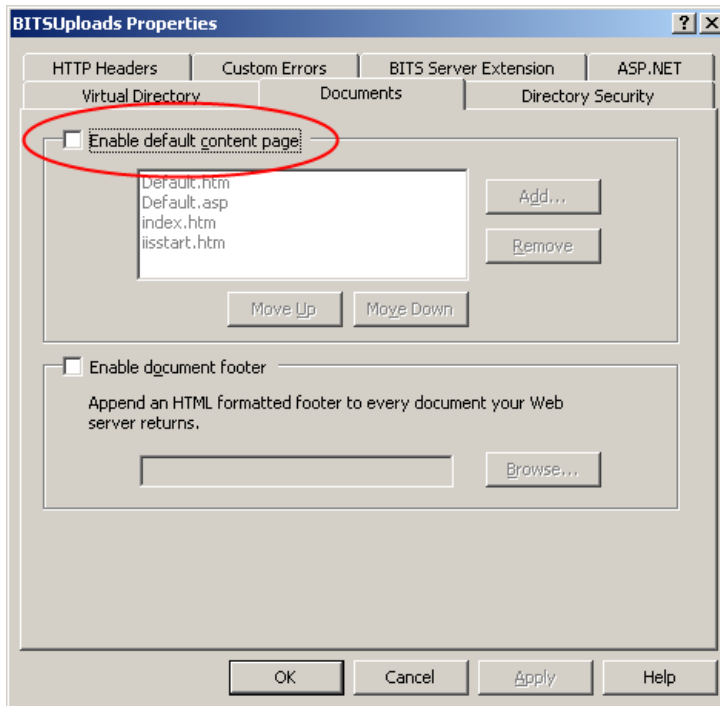 BITSUploads Properties
HTTP Headers Custom Errors BITS Server Extension ASP.NET
Virtual Directory Documents Directory Security
Enable default content page
Default.htm
Default.asp
index.htm
iisstart.htm
Add...
Remove
Move Up Move Down
Enable document footer
Append an HTML formatted footer to every document your Web
server returns.
Browse...
OK Cancel Apply Help